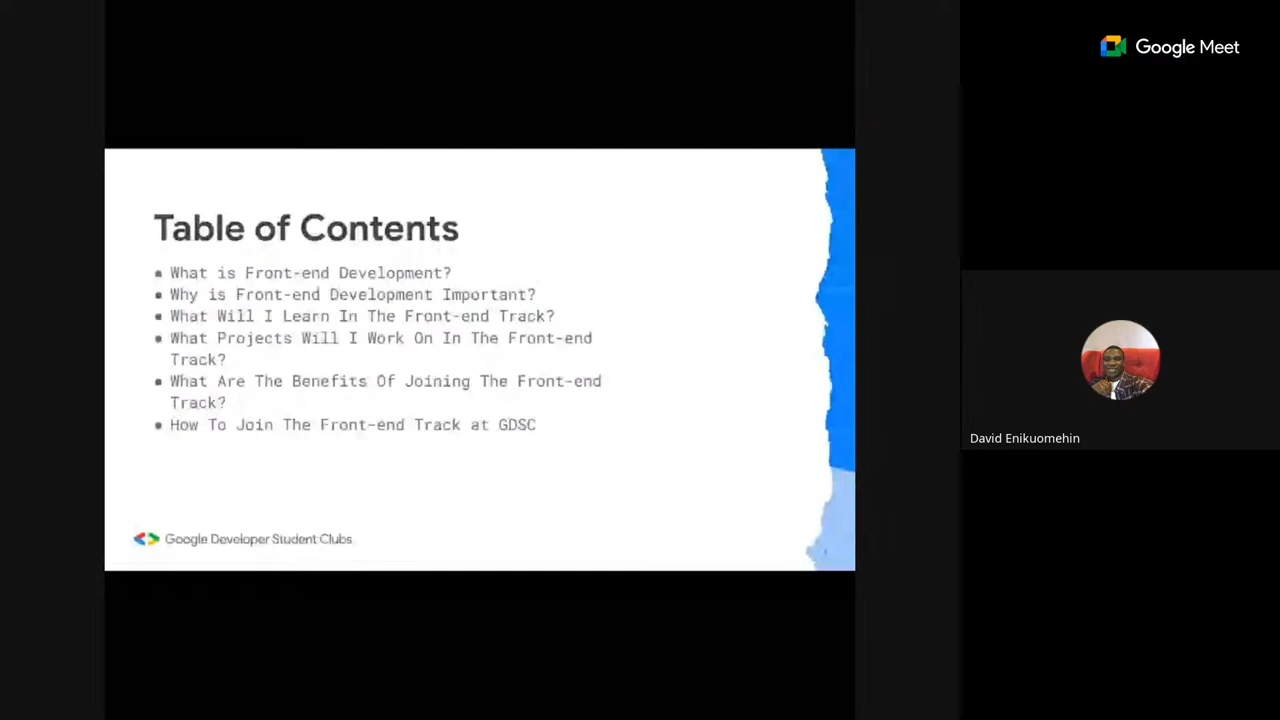 Google Meet
Table of Contents
• What is Front-end Development?
• Why is Front-end Development Important?
• What Will I Learn In The Front-end Track?
• What Projects Will I Work On In The Front-end
Track?
• What Are The Benefits Of Joining The Front-end
Track?
• How To Join The Front-end Track at GDSC
Google Developer Student Clubs
David Enikuomehin